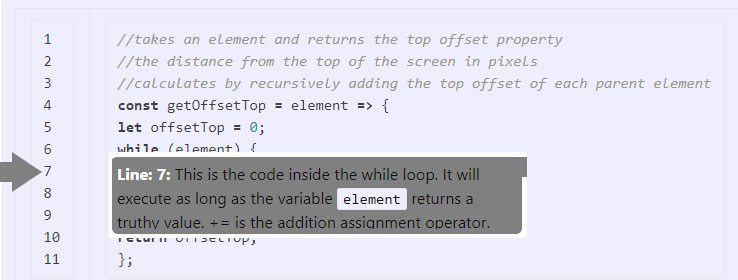 1 //takes an element and returns the top offset property
2 //the distance from the top of the screen in pixels
3 //calculates by recursively adding the top offset of each parent element
4 const getOffsetTop = element => {
5 let offsetTop = 0;
6 while (element) {
7 Line: 7: This is the code inside the while loop. It will
8 execute as long as the variable element returns a
9 truthy value. += is the addition assignment operator.
10 return offsetTop;
11 };